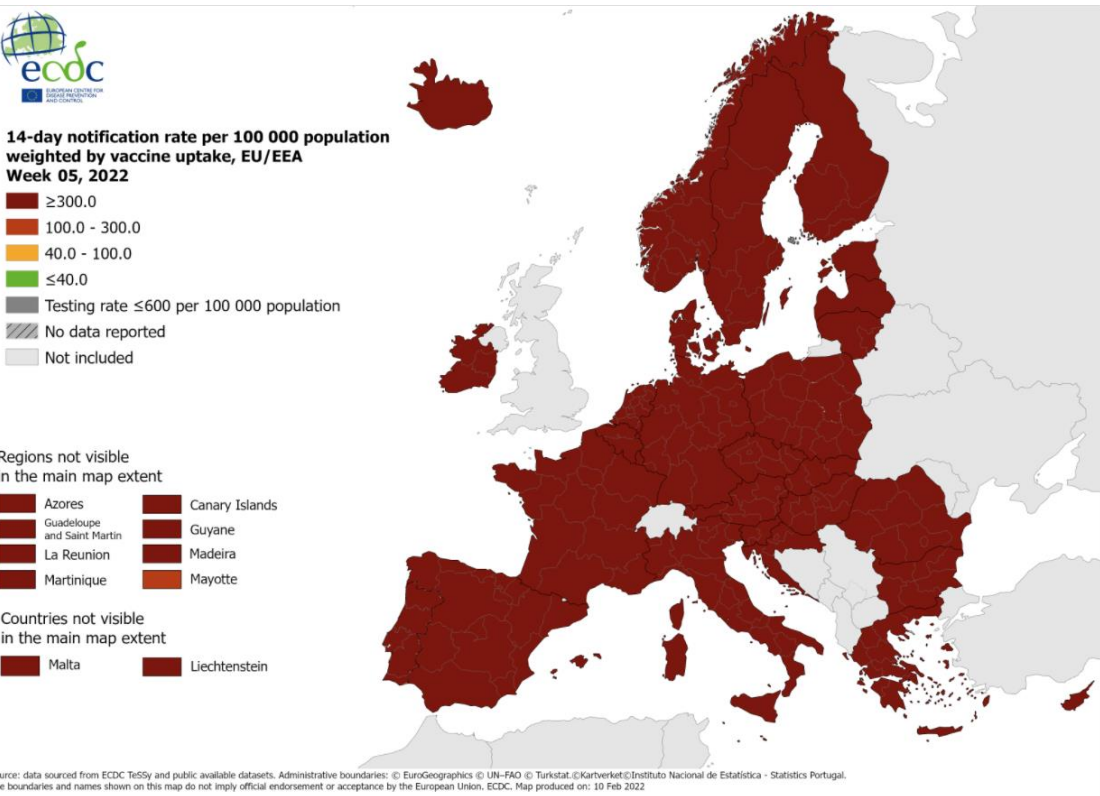 ecdc
EUROPEAN CENTRE FOR
DISEASE PREVENTION
AND CONTROL
14-day notification rate per 100 000 population
weighted by vaccine uptake, EU/EEA
Week 05, 2022
≥300.0
100.0 - 300.0
40.0 - 100.0
≤40.0
Testing rate ≤600 per 100 000 population
No data reported
Not included
Regions not visible
in the main map extent
Azores
Canary Islands
Guadeloupe
and Saint Martin
Guyane
La Reunion
Madeira
Martinique
Mayotte
Countries not visible
in the main map extent
Malta
Liechtenstein
urce: data sourced from ECDC TeSSy and public available datasets. Administrative boundaries: © EuroGeographics © UN–FAO © Turkstat.©Kartverket©Instituto Nacional de Estatística - Statistics Portugal.
e boundaries and names shown on this map do not imply official endorsement or acceptance by the European Union. ECDC. Map produced on: 10 Feb 2022